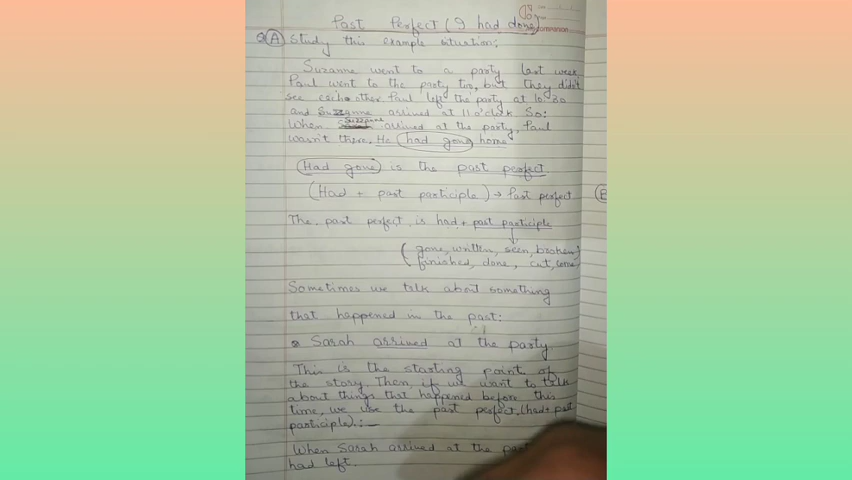 Past Perfect (I had done)
(A) Study this example situation:
Suzanne went to a party last week
Paul went to the party too, but they didn't
see each other. Paul left the party at 10:30
and Suzanne arrived at 11 o'clock So:
When Suzzanne arrived at the party, Paul
wasn't there. He had gone home
Had gone is the past perfect
(Had + past participle) → Past perfect
The past perfect is had + past participle
(gone, written, seen, broken
finished, done, cut, come)
Sometimes we talk about something
that happened in the past:
Sarah arrived at the party
This is the starting point of
the story. Then, if we want to talk
about things that happened before this
time, we use the past perfect (had + past
participle):-
When Sarah arrived at the
had left.